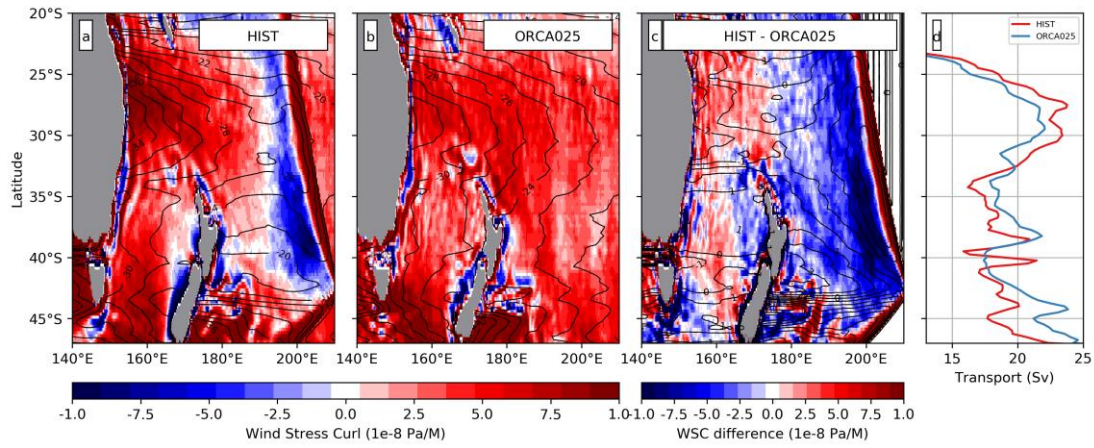 a
HIST
b
ORCA025
c
HIST - ORCA025
d
HIST
ORCA025
20°S
25°S
30°S
35°S
40°S
45°S
Latitude
140°E 160°E 180°E 200°E
140°E 160°E 180°E 200°E
140°E 160°E 180°E 200°E
15 20 25
Transport (Sv)
-1.0 -7.5 -5.0 -2.5 0.0 2.5 5.0 7.5 1.0
Wind Stress Curl (1e-8 Pa/M)
-1.0 -7.5 -5.0 -2.5 0.0 2.5 5.0 7.5 1.0
WSC difference (1e-8 Pa/M)